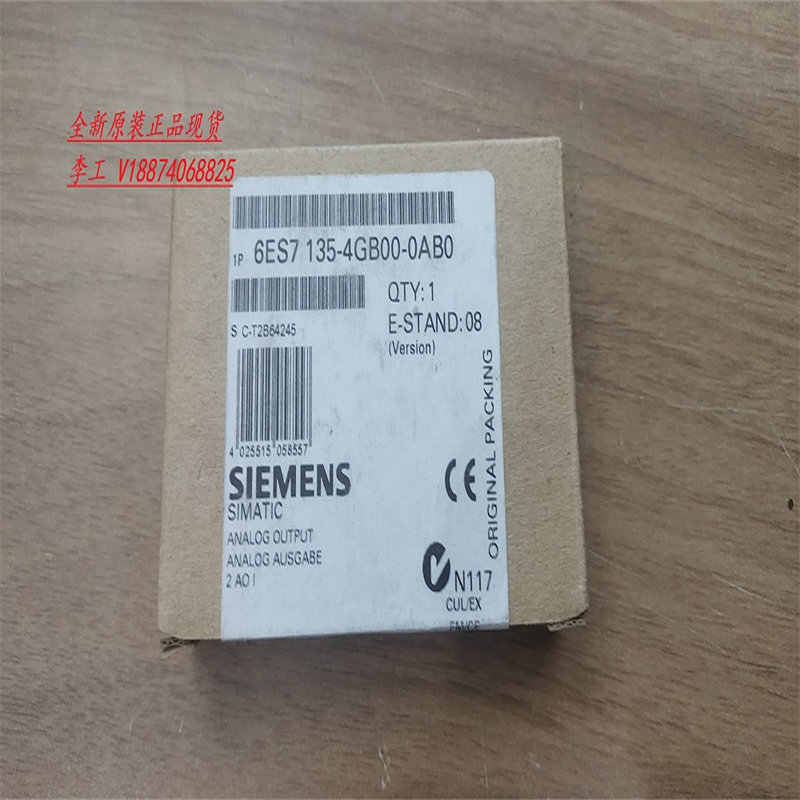 全新原装正品现货
李工 V18874068825
1P 6ES7 135-4GB00-0AB0
QTY: 1
S C-T2B64245
E-STAND: 08
(Version)
4 025515 058557
SIEMENS
SIMATIC
ANALOG OUTPUT
ANALOG AUSGABE
2 AO I
CE
ORIGINAL PACKING
N117
CUL/EX
FM/CE